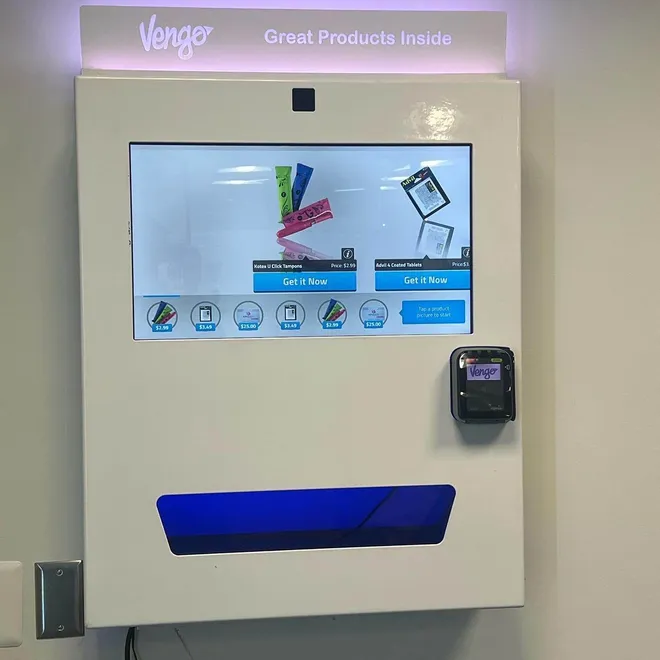 Vengo
Great Products Inside
Kotex U Click Tampons Price: $2.99
Get it Now
Advil 4 Coated Tablets Price:$3.
Get it Now
$2.99
$3.49
$25.00
$3.49
$2.99
$25.00
Tap a product
picture to start
Vengo